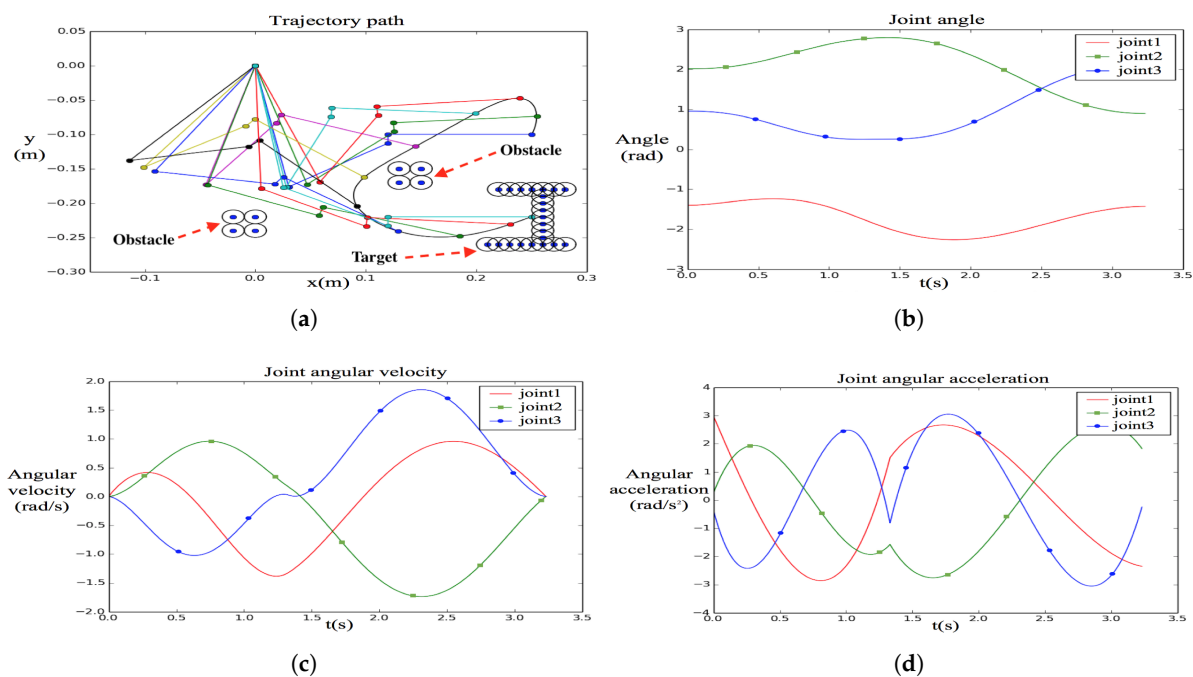 Trajectory path
0.05
0.00
−0.05
−0.10
−0.15
−0.20
−0.25
−0.30
y
(m)
Obstacle
Obstacle
Target
−0.1
0.0
0.1
0.2
0.3
x(m)
(a)
Joint angle
3
2
1
0
−1
−2
−3
Angle
(rad)
joint1
joint2
joint3
0.0
0.5
1.0
1.5
2.0
2.5
3.0
3.5
t(s)
(b)
Joint angular velocity
2.0
1.5
1.0
0.5
0.0
−0.5
−1.0
−1.5
−2.0
Angular
velocity
(rad/s)
joint1
joint2
joint3
0.0
0.5
1.0
1.5
2.0
2.5
3.0
3.5
t(s)
(c)
Joint angular acceleration
4
3
2
1
0
−1
−2
−3
−4
Angular
acceleration
(rad/s²)
joint1
joint2
joint3
0.0
0.5
1.0
1.5
2.0
2.5
3.0
3.5
t(s)
(d)